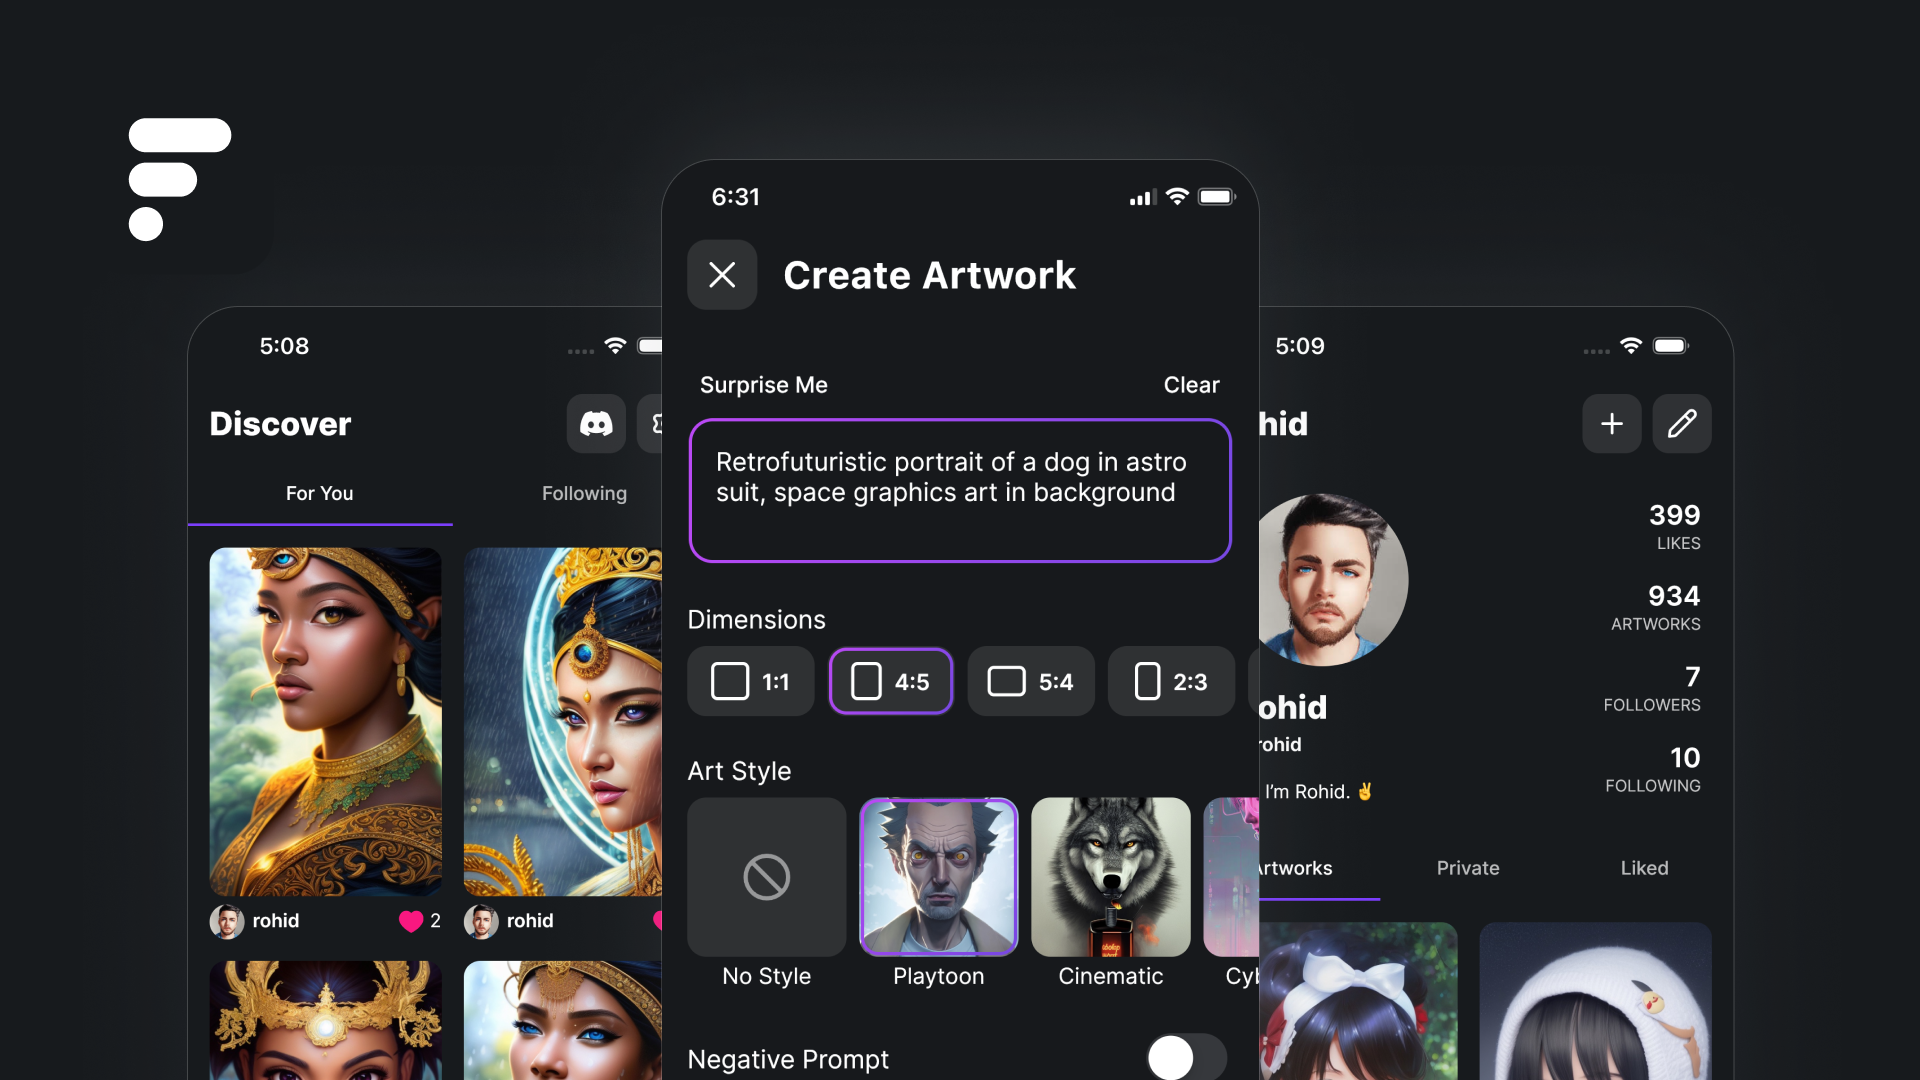 5:08
Discover
For You
Following
rohid
2
rohid
6:31
Create Artwork
Surprise Me
Clear
Retrofuturistic portrait of a dog in astro
suit, space graphics art in background
Dimensions
1:1
4:5
5:4
2:3
Art Style
No Style
Playtoon
Cinematic
Cyb
Negative Prompt
5:09
hid
399
LIKES
934
ARTWORKS
7
FOLLOWERS
10
FOLLOWING
ohid
rohid
I'm Rohid. ✌️
Artworks
Private
Liked